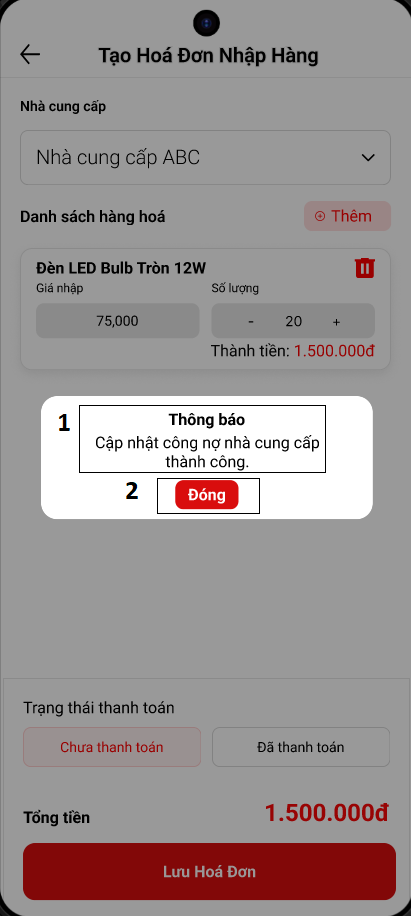 Tạo Hoá Đơn Nhập Hàng
Nhà cung cấp
Nhà cung cấp ABC
Danh sách hàng hoá
Thêm
Đèn LED Bulb Tròn 12W
Giá nhập
Số lượng
75,000
- 20 +
Thành tiền: 1.500.000đ
1
Thông báo
Cập nhật công nợ nhà cung cấp
thành công.
2
Đóng
Trạng thái thanh toán
Chưa thanh toán
Đã thanh toán
Tổng tiền
1.500.000đ
Lưu Hoá Đơn